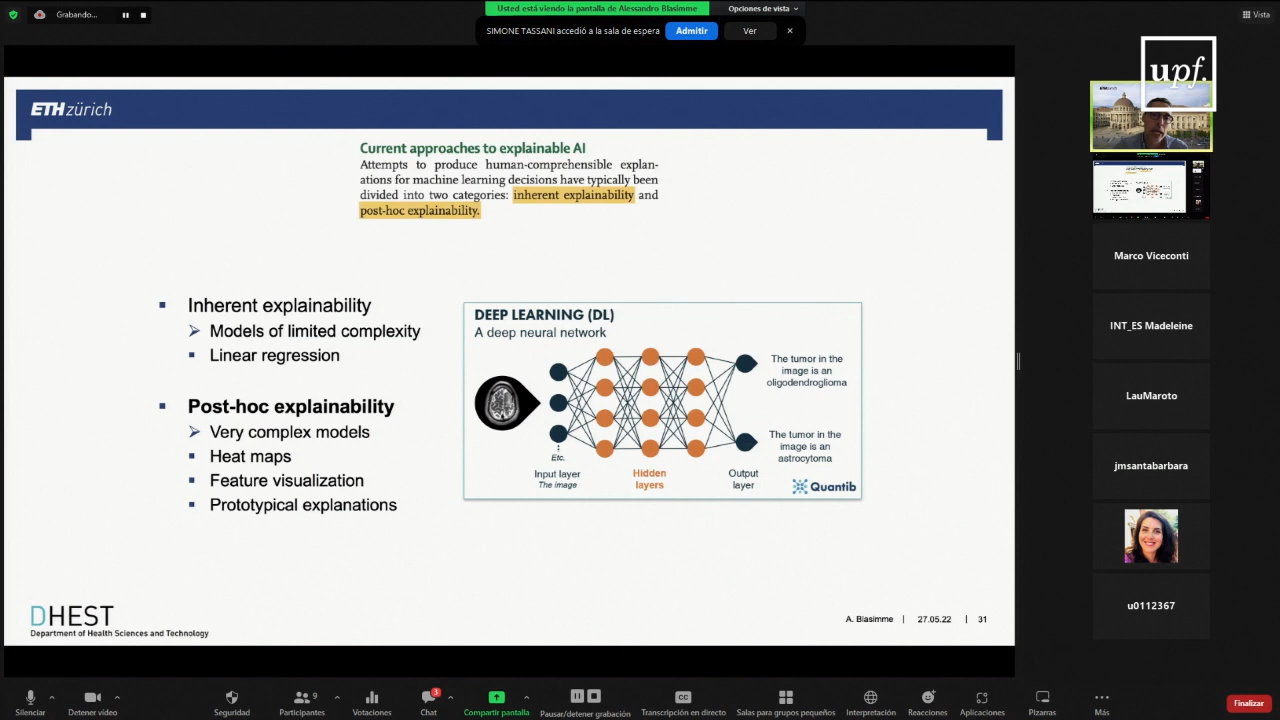 Grabando...
Usted está viendo la pantalla de Alessandro Blasimme
Opciones de vista
Vista
SIMONE TASSANI accedió a la sala de espera
Admitir
Ver
upf.
ETH zürich
Current approaches to explainable AI
Attempts to produce human-comprehensible explan-
ations for machine learning decisions have typically been
divided into two categories: inherent explainability and
post-hoc explainability.
Inherent explainability
Models of limited complexity
Linear regression
Post-hoc explainability
Very complex models
Heat maps
Feature visualization
Prototypical explanations
DEEP LEARNING (DL)
A deep neural network
The tumor in the
image is an
oligodendroglioma
The tumor in the
image is an
astrocytoma
Etc.
Input layer
The image
Hidden
layers
Output
layer
Quantib
DHEST
Department of Health Sciences and Technology
A. Blasimme | 27.05.22 | 31
Marco Viceconti
INT_ES Madeleine
LauMaroto
jmsantabarbara
u0112367
Silenciar
Detener video
Seguridad
9
Participantes
Votaciones
3
Chat
Compartir pantalla
Pausar/detener grabación
CC
Transcripción en directo
Salas para grupos pequeños
Interpretación
Reacciones
Aplicaciones
Pizarras
Más
Finalizar